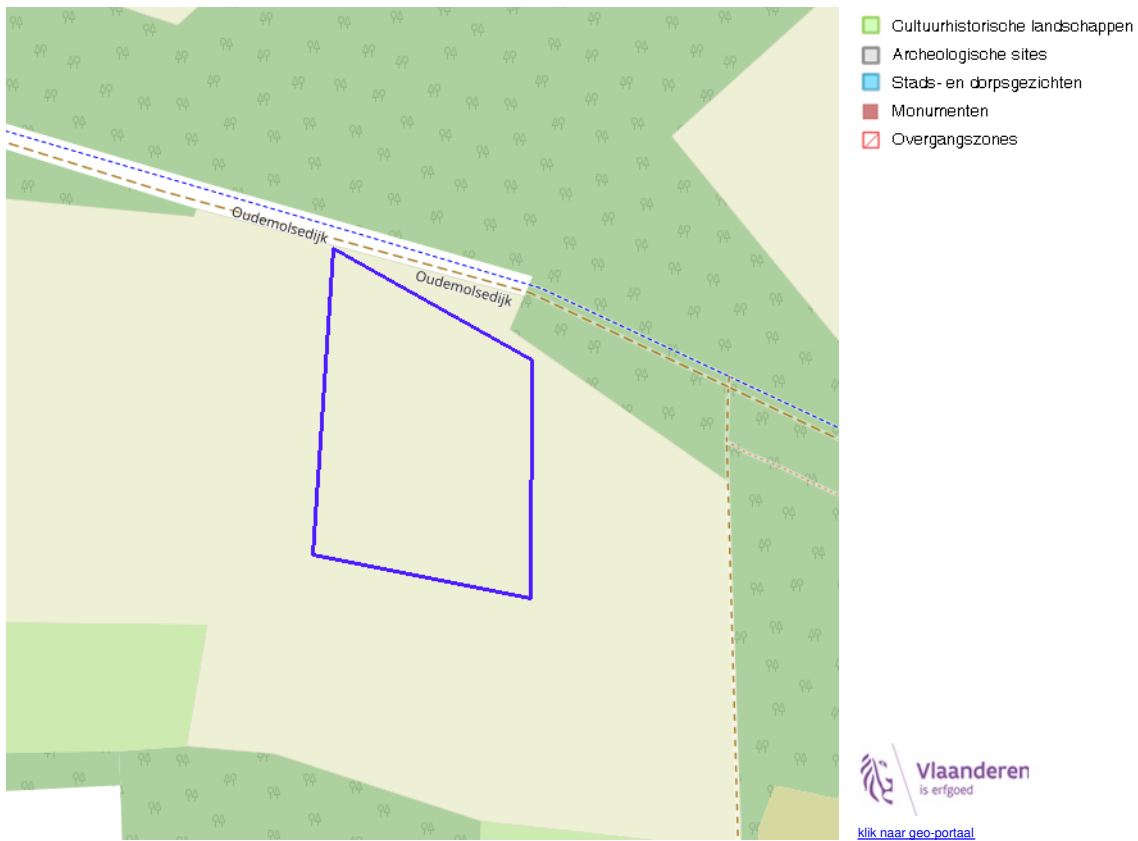 Oudemolsedijk
Oudemolsedijk
Cultuurhistorische landschappen
Archeologische sites
Stads- en dorpsgezichten
Monumenten
Overgangszones
Vlaanderen
is erfgoed
klik naar geo-portaal